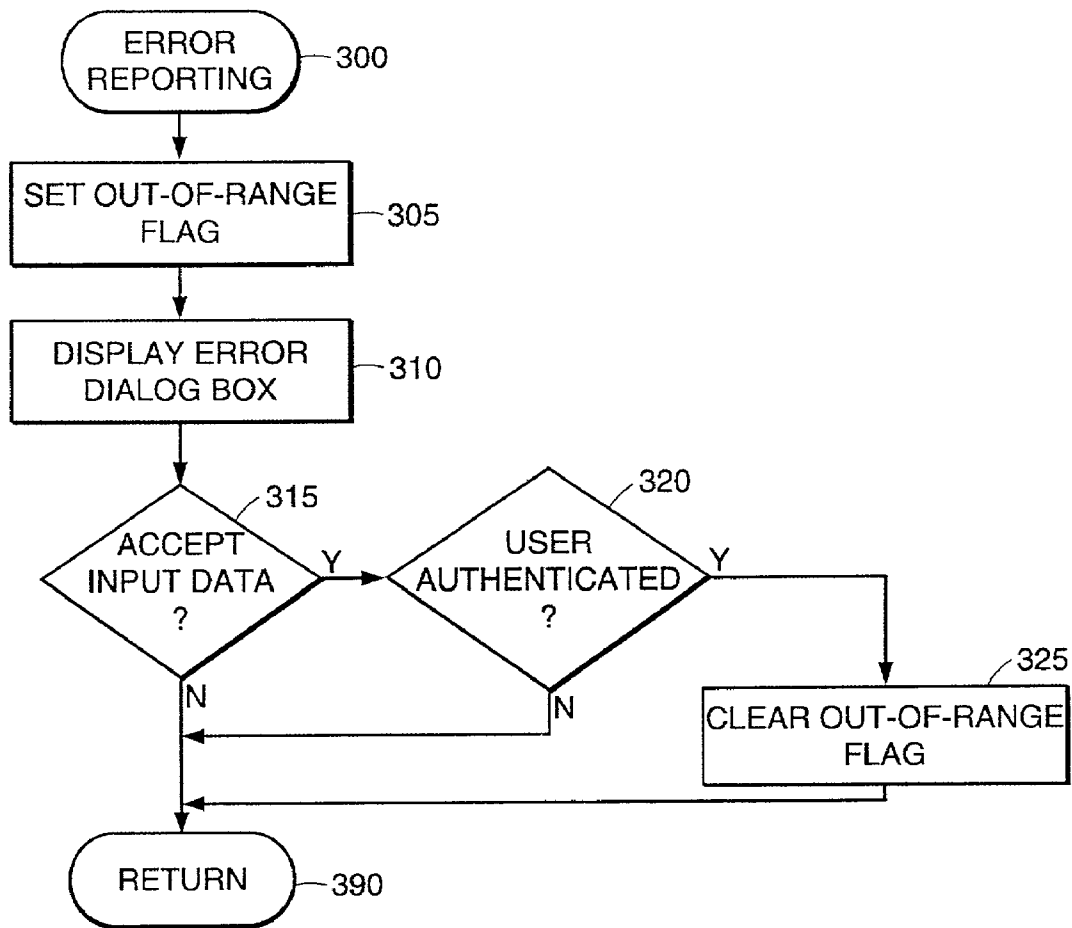 ERROR
REPORTING
300
SET OUT-OF-RANGE
FLAG
305
DISPLAY ERROR
DIALOG BOX
310
315
ACCEPT
INPUT DATA
?
Y
N
320
USER
AUTHENTICATED
?
Y
N
325
CLEAR OUT-OF-RANGE
FLAG
RETURN
390